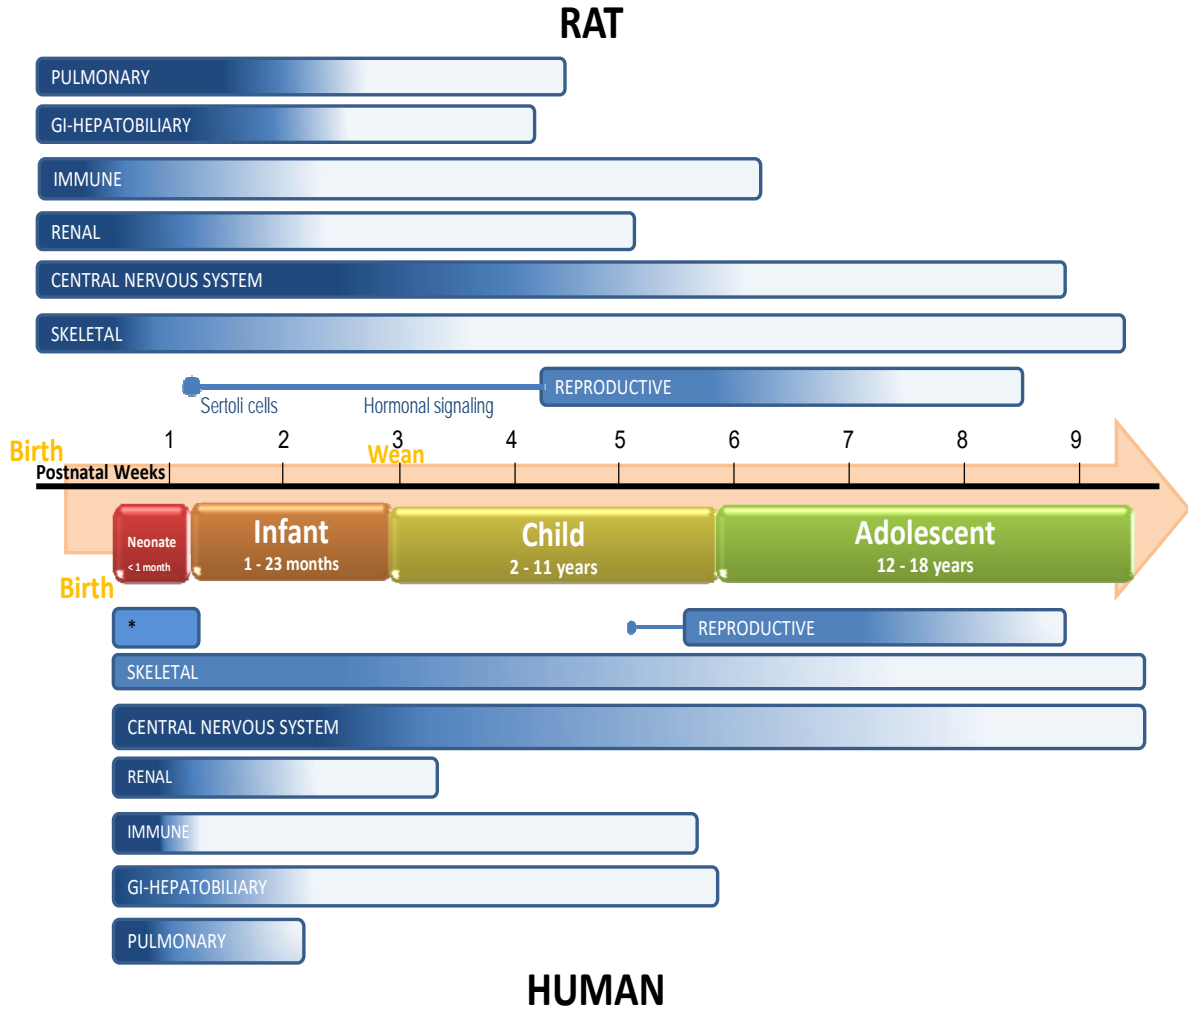 RAT
PULMONARY
GI-HEPATOBILIARY
IMMUNE
RENAL
CENTRAL NERVOUS SYSTEM
SKELETAL
REPRODUCTIVE
Sertoli cells Hormonal signaling
1 2 3 4 5 6 7 8 9
Birth Wean
Postnatal Weeks
Neonate
< 1 month
Infant
1 - 23 months
Child
2 - 11 years
Adolescent
12 - 18 years
Birth
* REPRODUCTIVE
SKELETAL
CENTRAL NERVOUS SYSTEM
RENAL
IMMUNE
GI-HEPATOBILIARY
PULMONARY
HUMAN